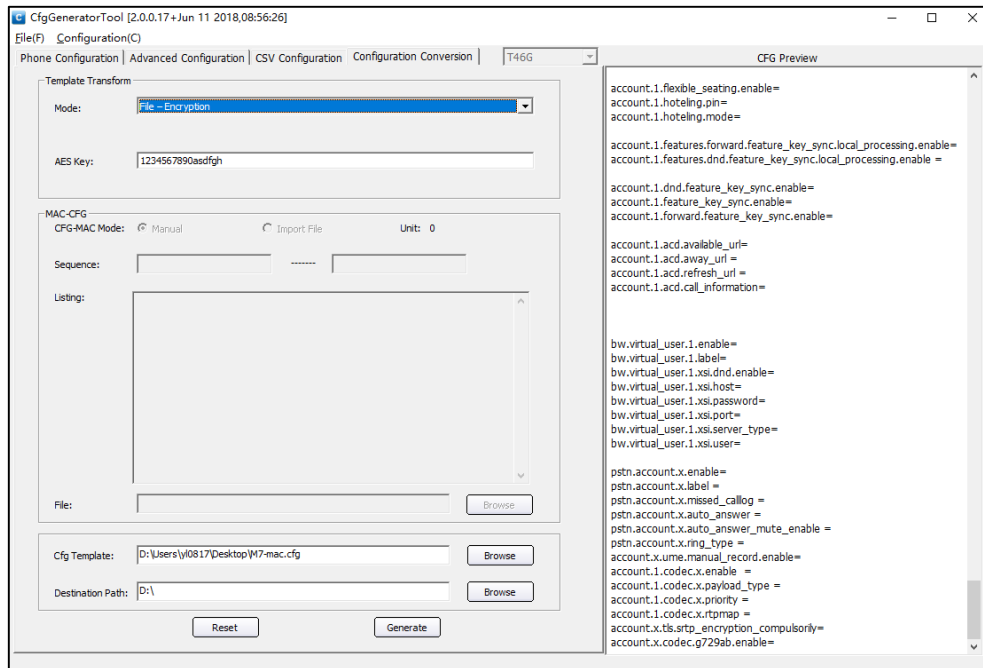 CfgGeneratorTool [2.0.0.17+Jun 11 2018,08:56:26]
File(F) Configuration(C)
Phone Configuration Advanced Configuration CSV Configuration Configuration Conversion T46G
Template Transform
Mode: File – Encryption
AES Key: 1234567890asdfgh
MAC-CFG
CFG-MAC Mode: Manual Import File Unit: 0
Sequence: -------
Listing:
File: Browse
Cfg Template: D:\Users\yl0817\Desktop\M7-mac.cfg Browse
Destination Path: D:\ Browse
Reset Generate
CFG Preview
account.1.flexible_seating.enable=
account.1.hoteling.pin=
account.1.hoteling.mode=
account.1.features.forward.feature_key_sync.local_processing.enable=
account.1.features.dnd.feature_key_sync.local_processing.enable =
account.1.dnd.feature_key_sync.enable=
account.1.feature_key_sync.enable=
account.1.forward.feature_key_sync.enable=
account.1.acd.available_url=
account.1.acd.away_url =
account.1.acd.refresh_url =
account.1.acd.call_information=
bw.virtual_user.1.enable=
bw.virtual_user.1.label=
bw.virtual_user.1.xsi.dnd.enable=
bw.virtual_user.1.xsi.host=
bw.virtual_user.1.xsi.password=
bw.virtual_user.1.xsi.port=
bw.virtual_user.1.xsi.server_type=
bw.virtual_user.1.xsi.user=
pstn.account.x.enable=
pstn.account.x.label =
pstn.account.x.missed_calllog =
pstn.account.x.auto_answer =
pstn.account.x.auto_answer_mute_enable =
pstn.account.x.ring_type =
account.x.ume.manual_record.enable=
account.1.codec.x.enable =
account.1.codec.x.payload_type =
account.1.codec.x.priority =
account.1.codec.x.rtpmap =
account.x.tls.srtp_encryption_compulsorily=
account.x.codec.g729ab.enable=